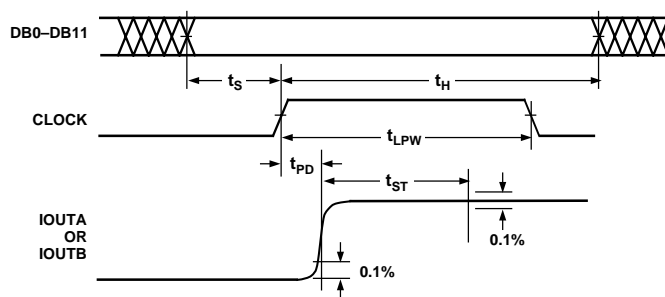 DB0–DB11
tS
tH
CLOCK
tLPW
tPD
tST
IOUTA
OR
IOUTB
0.1%
0.1%